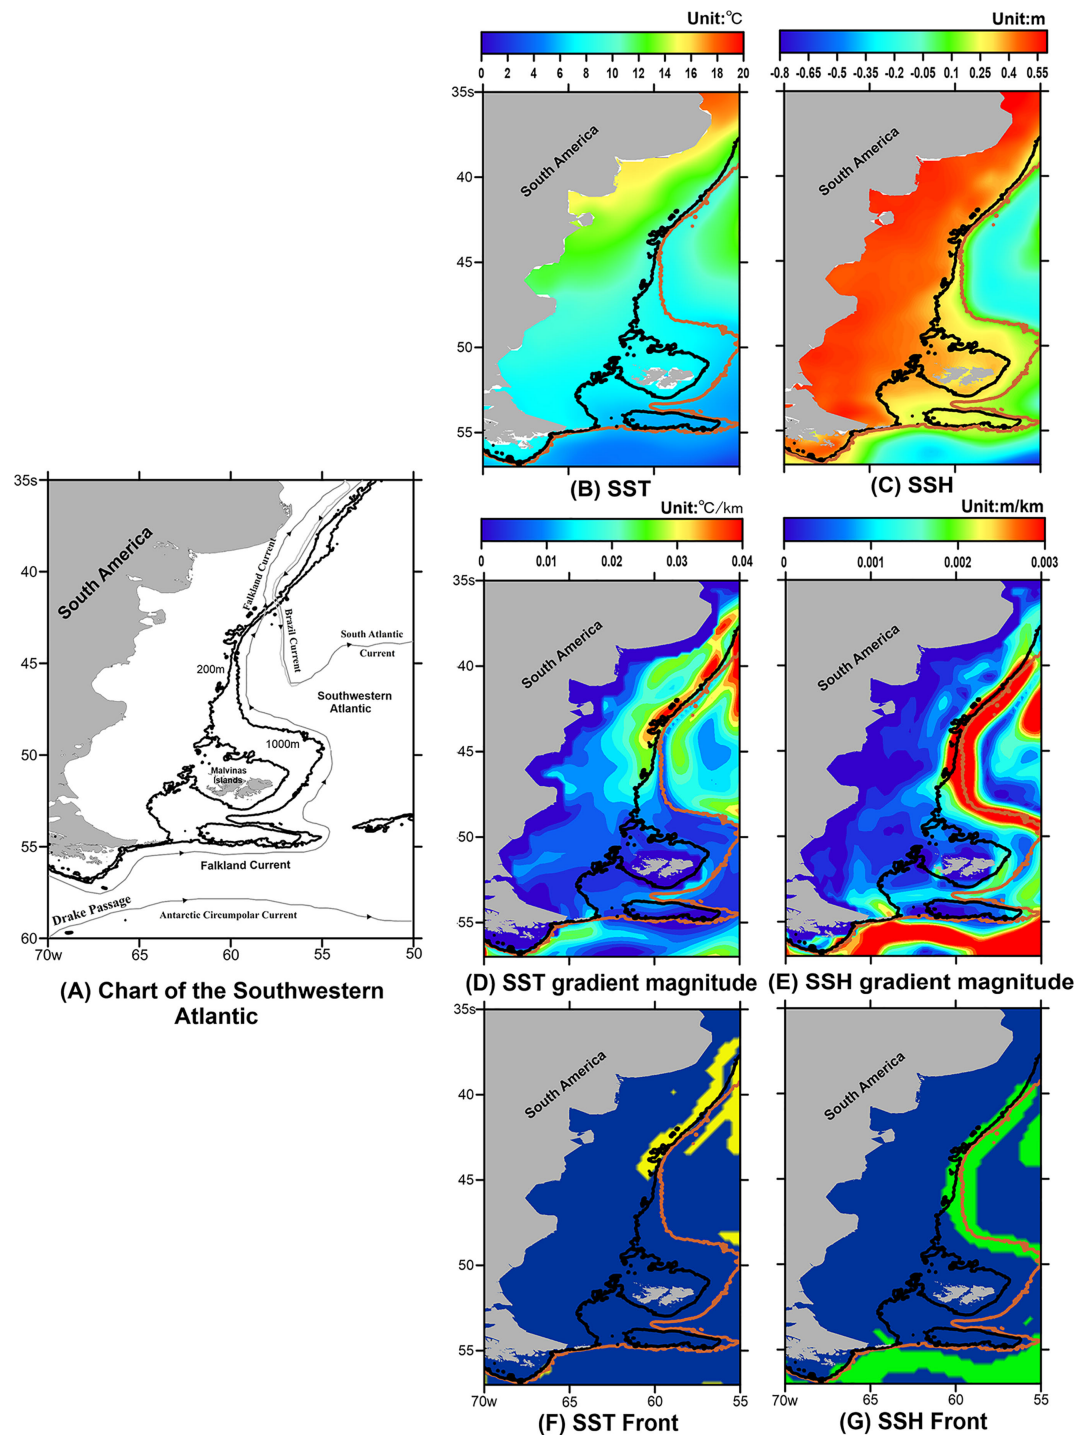 Unit:°C
0 2 4 6 8 10 12 14 16 18 20
35s
40
45
50
55
South America
(B) SST
Unit:m
-0.8 -0.65 -0.5 -0.35 -0.2 -0.05 0.1 0.25 0.4 0.55
South America
(C) SSH
35s
40
45
50
55
60
70w 65 60 55 50
South America
Falkland Current
Brazil Current
South Atlantic
Current
200m
Southwestern
Atlantic
1000m
Malvinas
Islands
Falkland Current
Drake Passage
Antarctic Circumpolar Current
(A) Chart of the Southwestern
Atlantic
Unit:°C/km
0 0.01 0.02 0.03 0.04
35s
40
45
50
55
South America
(D) SST gradient magnitude
Unit:m/km
0 0.001 0.002 0.003
South America
(E) SSH gradient magnitude
35s
40
45
50
55
70w 65 60 55
South America
(F) SST Front
South America
70w 65 60 55
(G) SSH Front